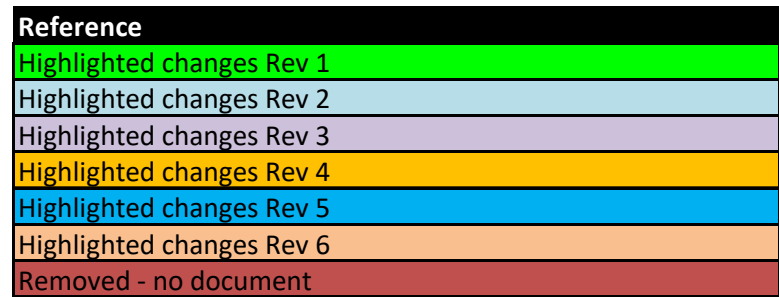 Reference
Highlighted changes Rev 1
Highlighted changes Rev 2
Highlighted changes Rev 3
Highlighted changes Rev 4
Highlighted changes Rev 5
Highlighted changes Rev 6
Removed - no document